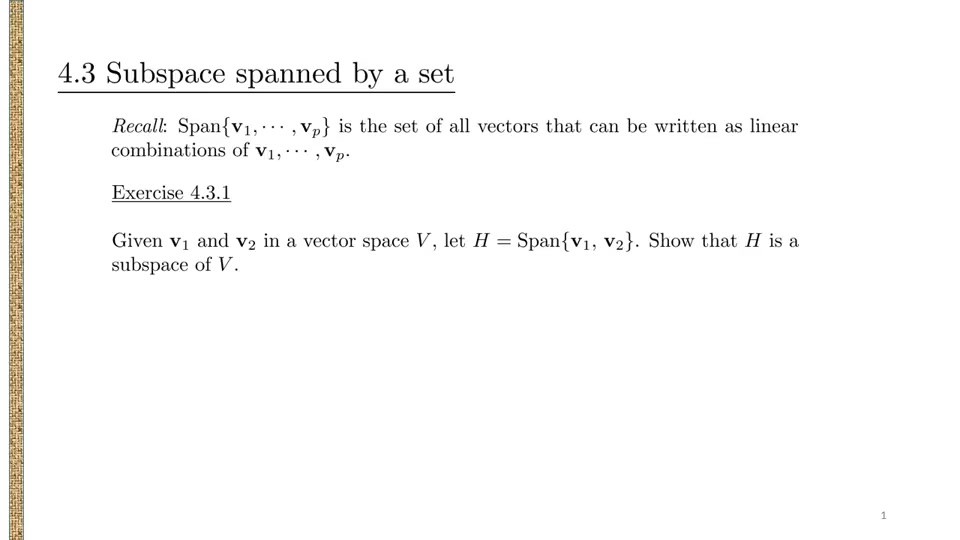 4.3 Subspace spanned by a set
Recall: Span{v₁, ⋯ , vₚ} is the set of all vectors that can be written as linear
combinations of v₁, ⋯ , vₚ.
Exercise 4.3.1
Given v₁ and v₂ in a vector space V, let H = Span{v₁, v₂}. Show that H is a
subspace of V.
1